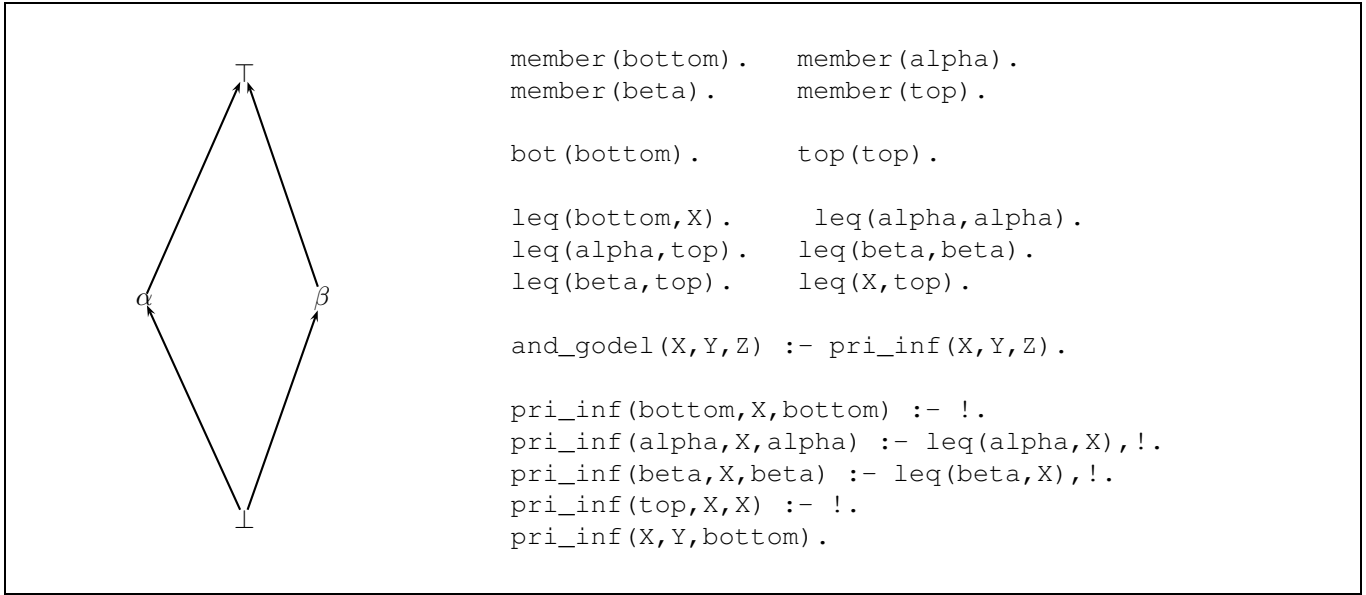 ⊤
α
β
⊥
member(bottom). member(alpha).
member(beta). member(top).
bot(bottom). top(top).
leq(bottom,X). leq(alpha,alpha).
leq(alpha,top). leq(beta,beta).
leq(beta,top). leq(X,top).
and_godel(X,Y,Z) :- pri_inf(X,Y,Z).
pri_inf(bottom,X,bottom) :- !.
pri_inf(alpha,X,alpha) :- leq(alpha,X),!.
pri_inf(beta,X,beta) :- leq(beta,X),!.
pri_inf(top,X,X) :- !.
pri_inf(X,Y,bottom).